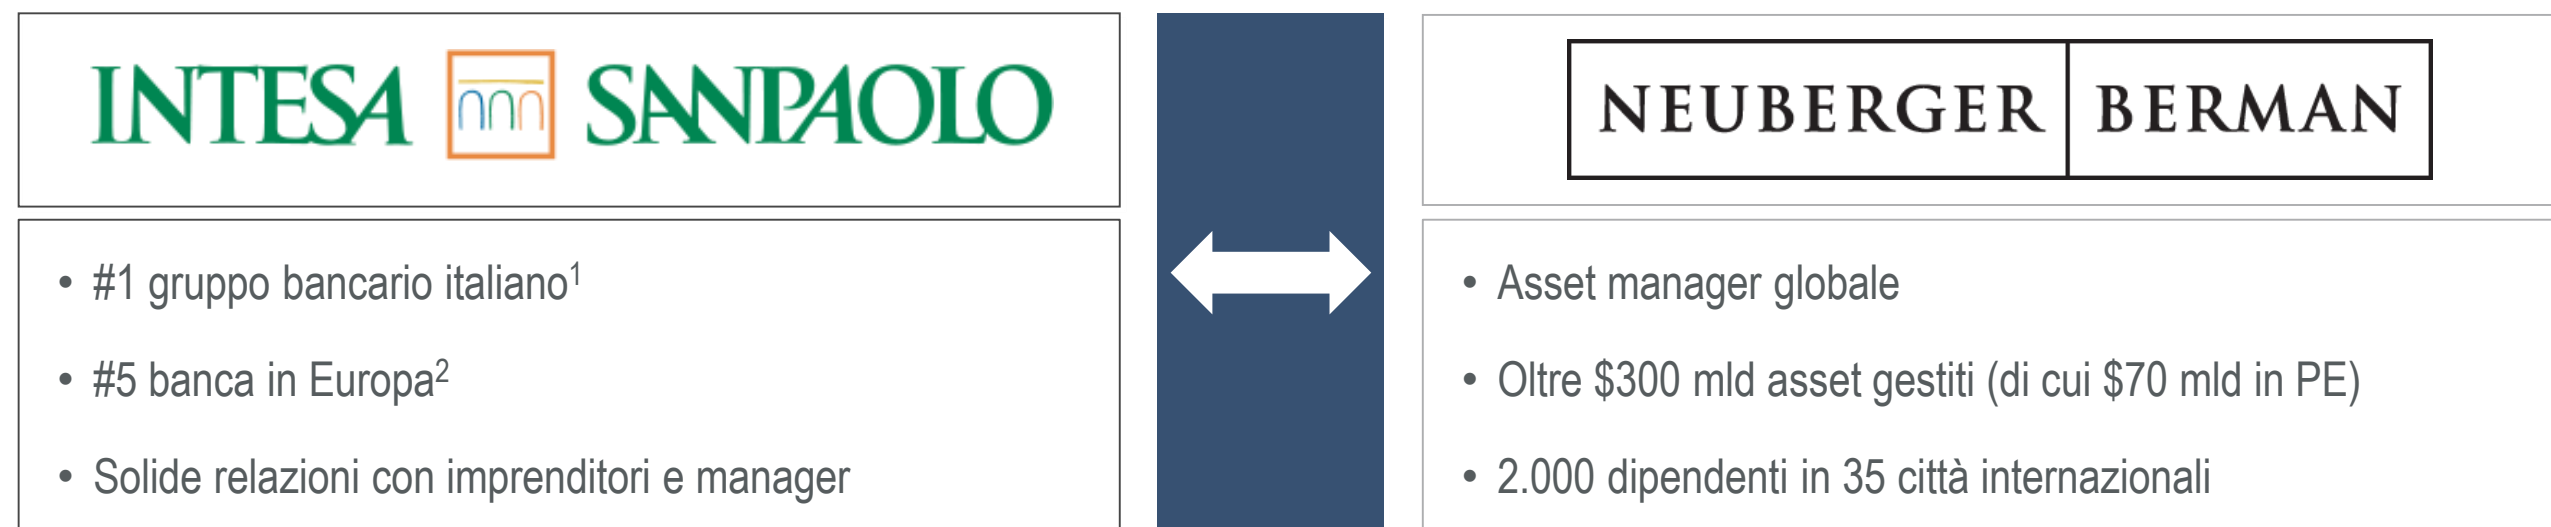 INTESA SANPAOLO
• #1 gruppo bancario italiano¹
• #5 banca in Europa²
• Solide relazioni con imprenditori e manager
NEUBERGER BERMAN
• Asset manager globale
• Oltre $300 mld asset gestiti (di cui $70 mld in PE)
• 2.000 dipendenti in 35 città internazionali